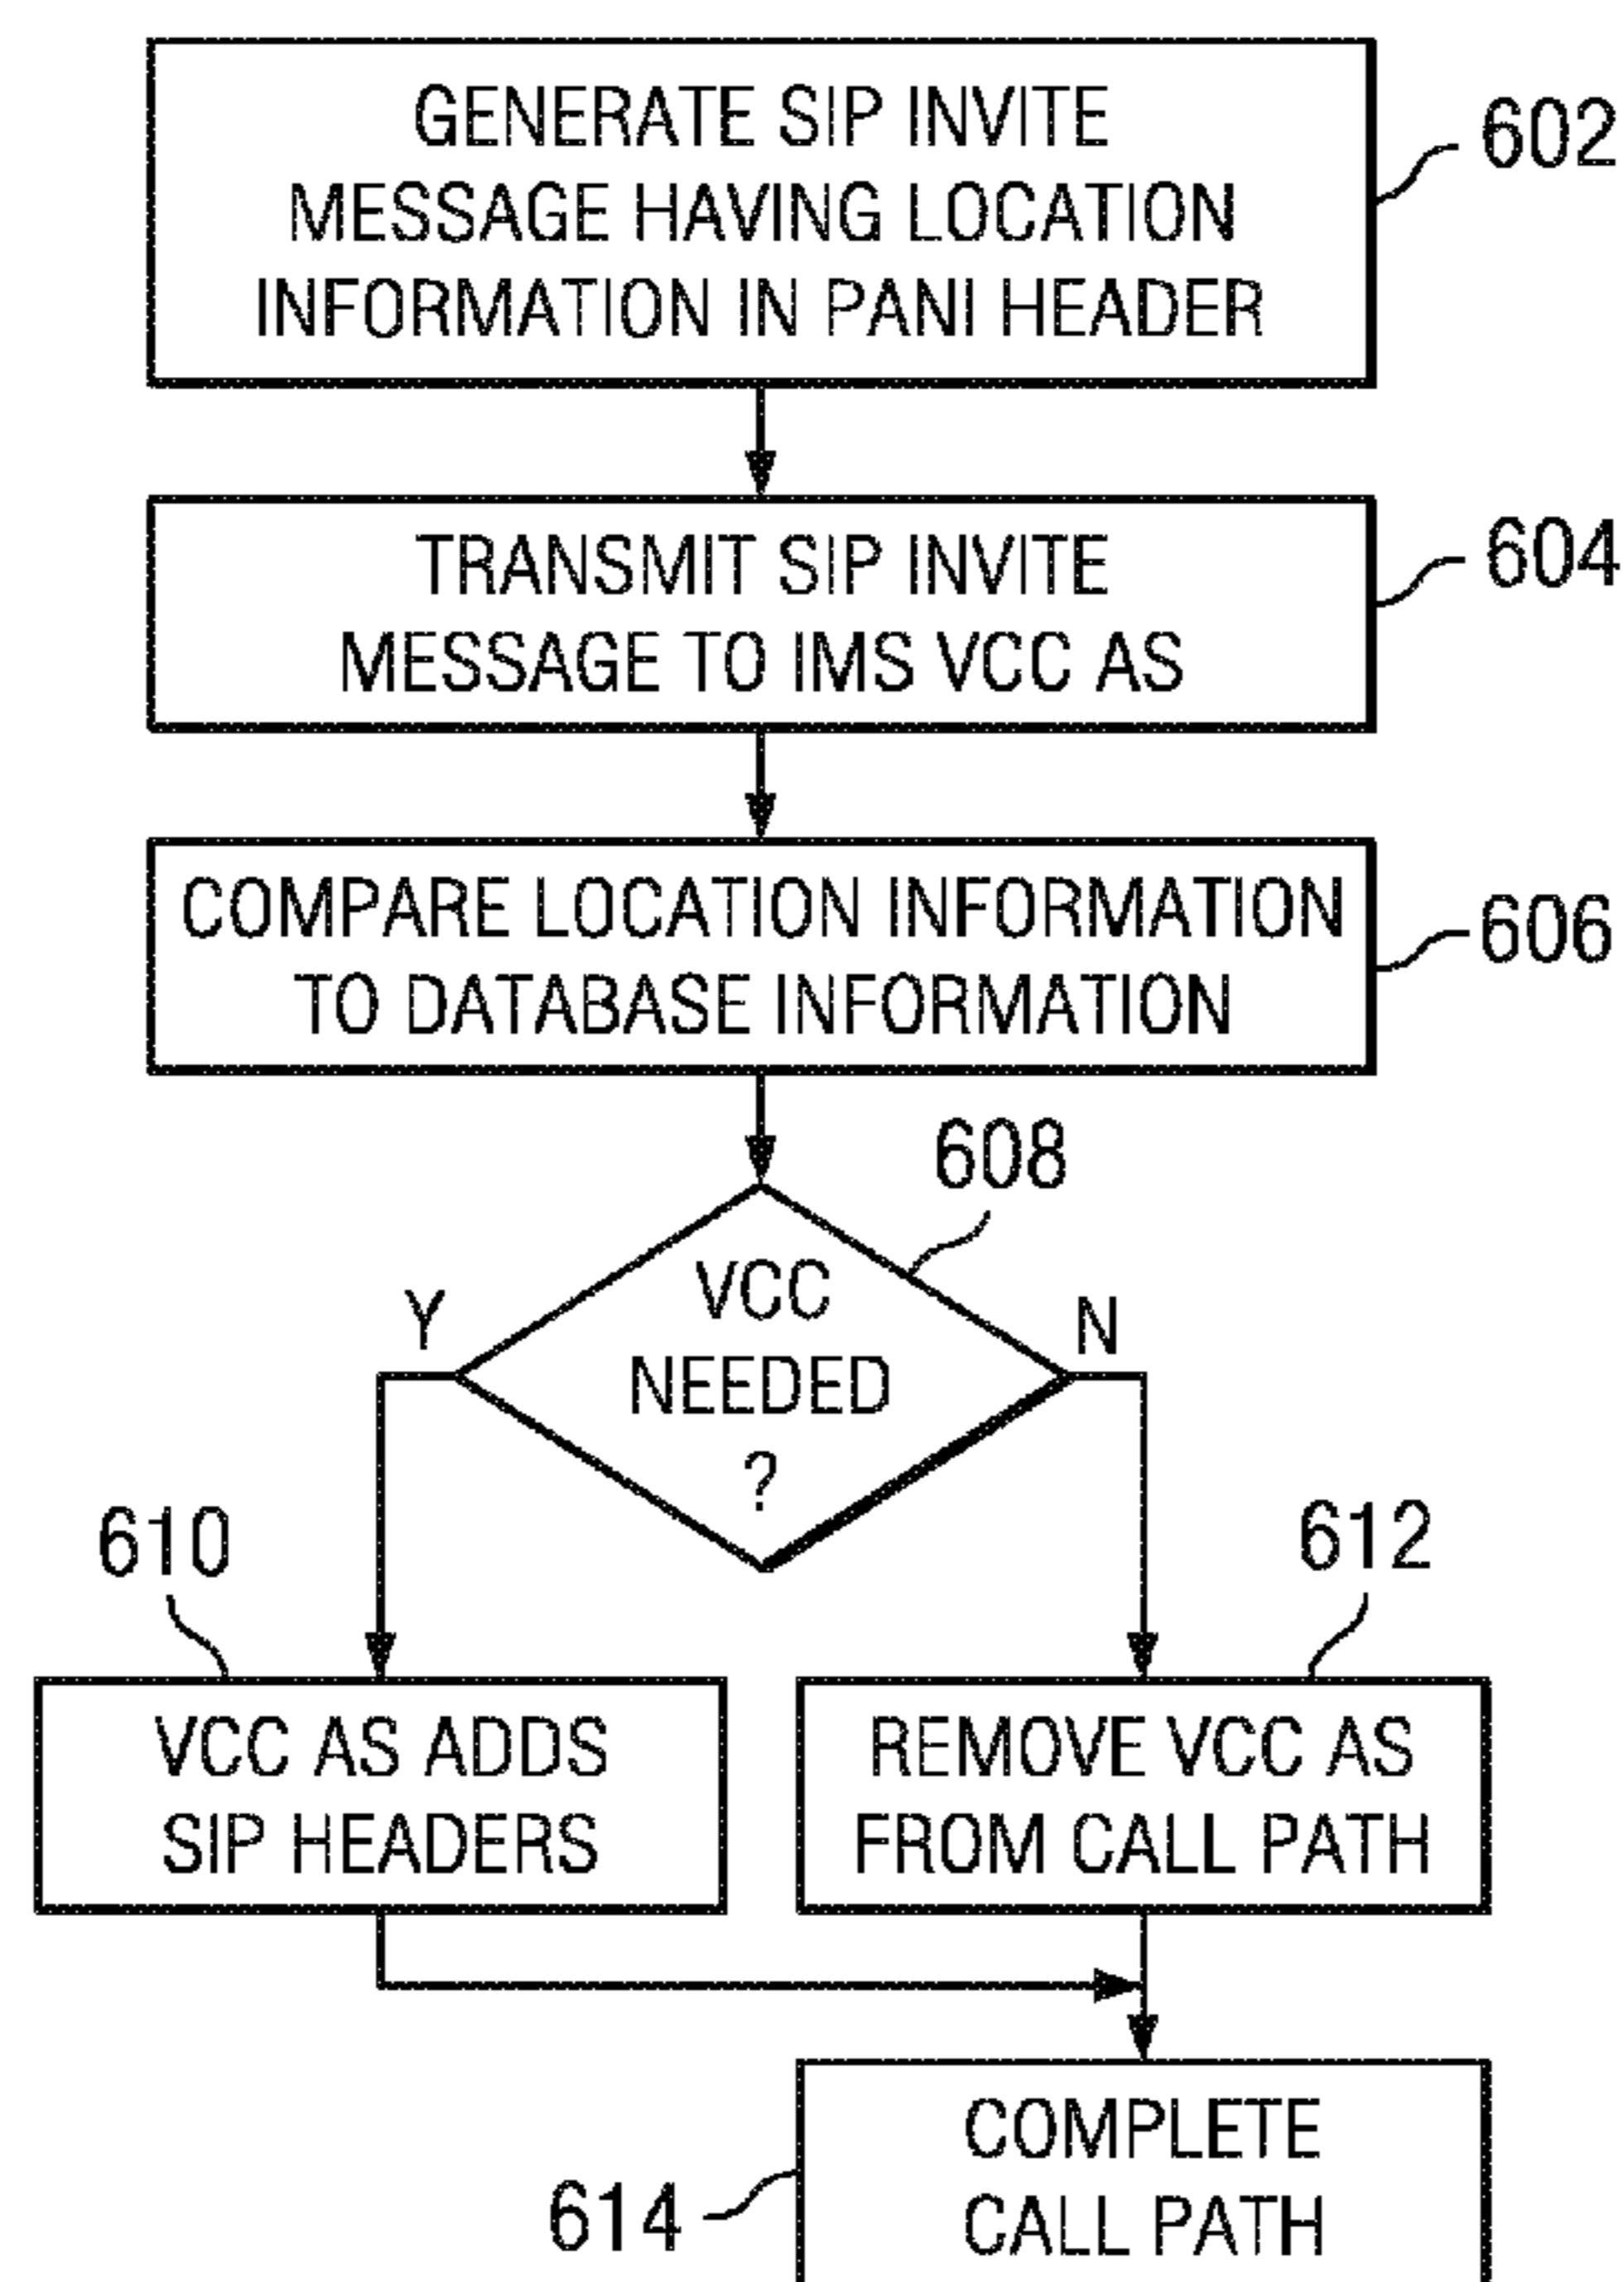 GENERATE SIP INVITE
MESSAGE HAVING LOCATION
INFORMATION IN PANI HEADER
602
TRANSMIT SIP INVITE
MESSAGE TO IMS VCC AS
604
COMPARE LOCATION INFORMATION
TO DATABASE INFORMATION
606
608
VCC
NEEDED
?
Y
N
610
612
VCC AS ADDS
SIP HEADERS
REMOVE VCC AS
FROM CALL PATH
COMPLETE
CALL PATH
614